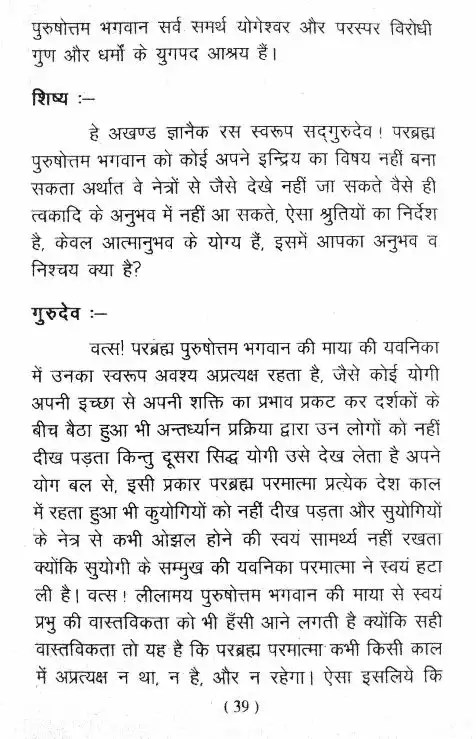 पुरुषोत्तम भगवान सर्व समर्थ योगेश्वर और परस्पर विरोधी
गुण और धर्मों के युगपद आश्रय हैं।
शिष्य :–
हे अखण्ड ज्ञानैक रस स्वरूप सद्गुरुदेव! परब्रह्म
पुरुषोत्तम भगवान को कोई अपने इन्द्रिय का विषय नहीं बना
सकता अर्थात वे नेत्रों से जैसे देखे नहीं जा सकते वैसे ही
त्वकादि के अनुभव में नहीं आ सकते, ऐसा श्रुतियों का निर्देश
है, केवल आत्मानुभव के योग्य हैं, इसमें आपका अनुभव व
निश्चय क्या है?
गुरुदेव :–
वत्स! परब्रह्म पुरुषोत्तम भगवान की माया की यवनिका
में उनका स्वरूप अवश्य अप्रत्यक्ष रहता है, जैसे कोई योगी
अपनी इच्छा से अपनी शक्ति का प्रभाव प्रकट कर दर्शकों के
बीच बैठा हुआ भी अन्तर्ध्यान प्रक्रिया द्वारा उन लोगों को नहीं
दीख पड़ता किन्तु दूसरा सिद्ध योगी उसे देख लेता है अपने
योग बल से, इसी प्रकार परब्रह्म परमात्मा प्रत्येक देश काल
में रहता हुआ भी कुयोगियों को नहीं दीख पड़ता और सुयोगियों
के नेत्र से कभी ओझल होने की स्वयं सामर्थ्य नहीं रखता
क्योंकि सुयोगी के सम्मुख की यवनिका परमात्मा ने स्वयं हटा
ली है। वत्स! लीलामय पुरुषोत्तम भगवान की माया से स्वयं
प्रभु की वास्तविकता को भी हँसी आने लगती है क्योंकि सही
वास्तविकता तो यह है कि परब्रह्म परमात्मा कभी किसी काल
में अप्रत्यक्ष न था, न है, और न रहेगा। ऐसा इसलिये कि
( 39 )